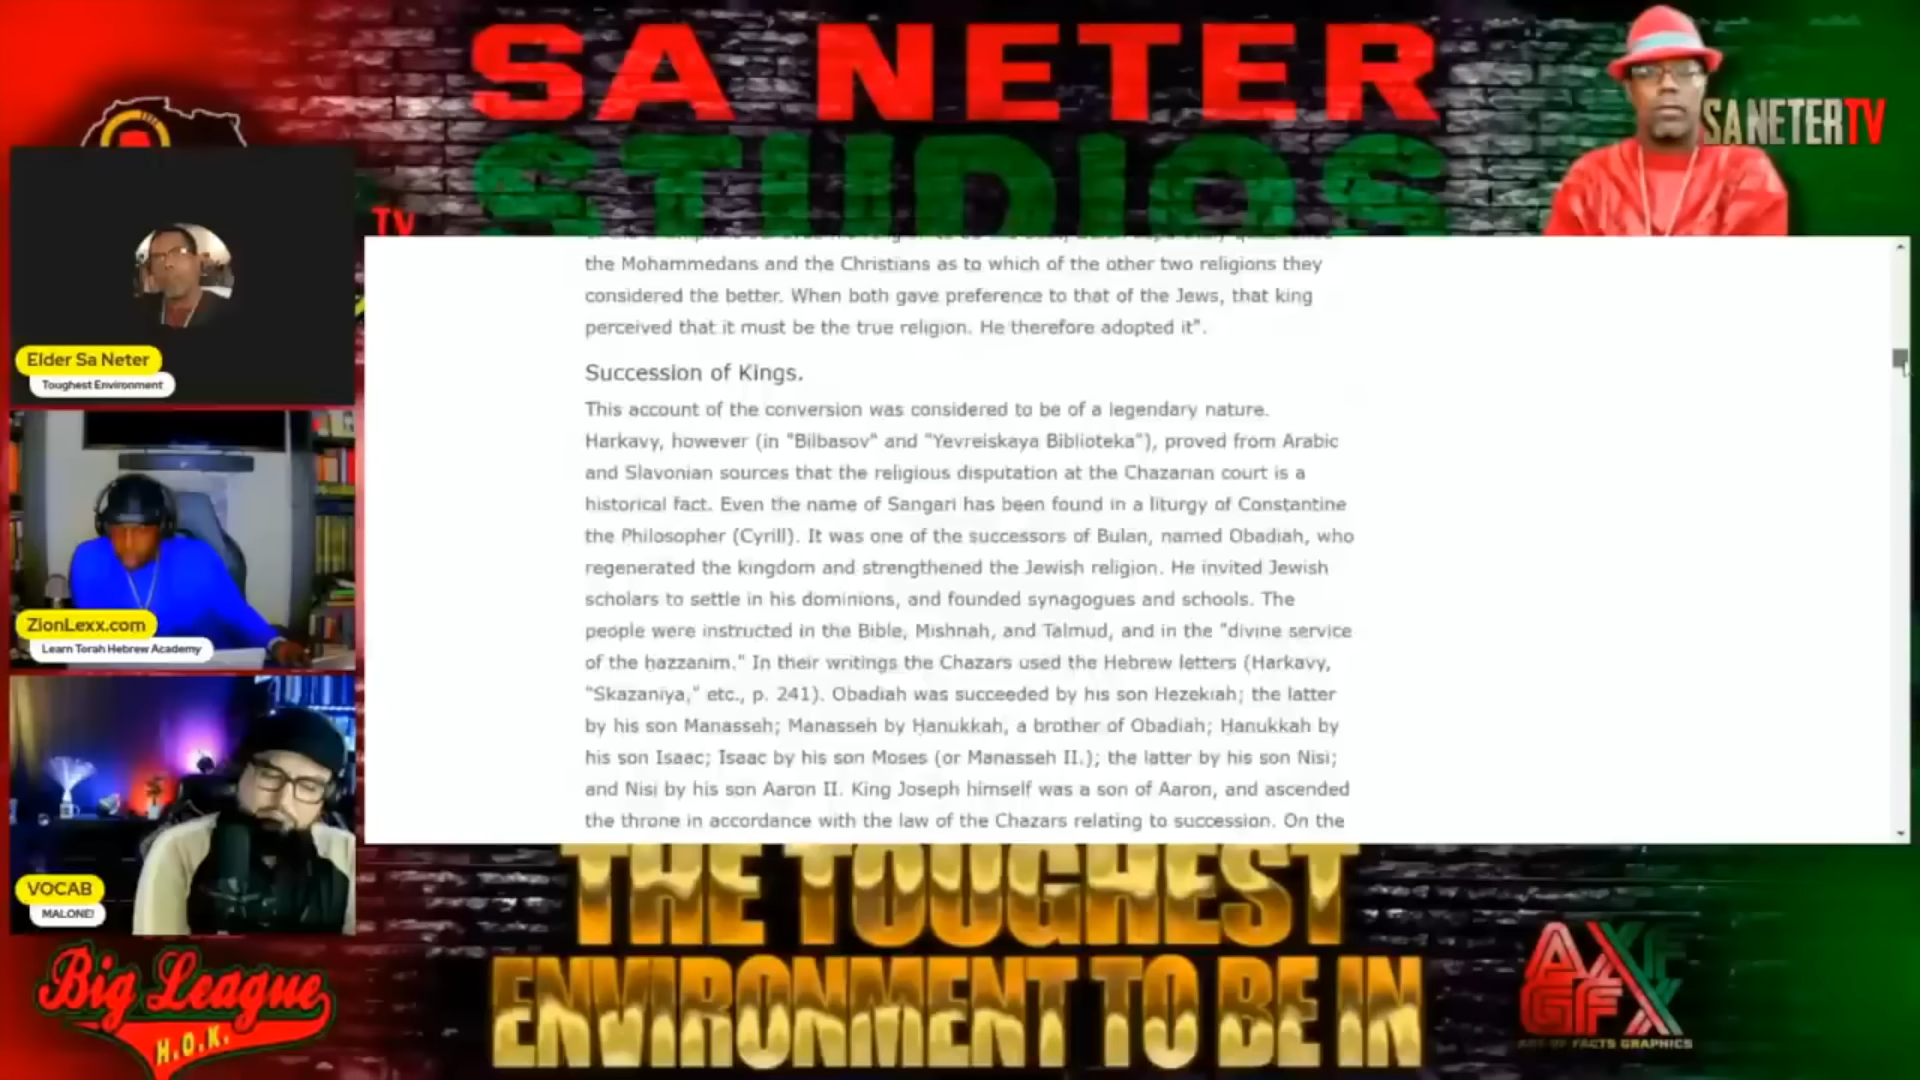 SA NETER
STUDIOS
SA NETER TV
TV
Elder Sa Neter
Toughest Environment
ZionLexx.com
Learn Torah Hebrew Academy
VOCAB
MALONE!
the Mohammedans and the Christians as to which of the other two religions they
considered the better. When both gave preference to that of the Jews, that king
perceived that it must be the true religion. He therefore adopted it".
Succession of Kings.
This account of the conversion was considered to be of a legendary nature.
Harkavy, however (in "Bilbasov" and "Yevreiskaya Biblioteka"), proved from Arabic
and Slavonian sources that the religious disputation at the Chazarian court is a
historical fact. Even the name of Sangari has been found in a liturgy of Constantine
the Philosopher (Cyrill). It was one of the successors of Bulan, named Obadiah, who
regenerated the kingdom and strengthened the Jewish religion. He invited Jewish
scholars to settle in his dominions, and founded synagogues and schools. The
people were instructed in the Bible, Mishnah, and Talmud, and in the "divine service
of the ḥazzanim." In their writings the Chazars used the Hebrew letters (Harkavy,
"Skazaniya," etc., p. 241). Obadiah was succeeded by his son Hezekiah; the latter
by his son Manasseh; Manasseh by Ḥanukkah, a brother of Obadiah; Ḥanukkah by
his son Isaac; Isaac by his son Moses (or Manasseh II.); the latter by his son Nisi;
and Nisi by his son Aaron II. King Joseph himself was a son of Aaron, and ascended
the throne in accordance with the law of the Chazars relating to succession. On the
THE TOUGHEST
ENVIRONMENT TO BE IN
Big League
H.O.K.
GFX
FACTS GRAPHICS